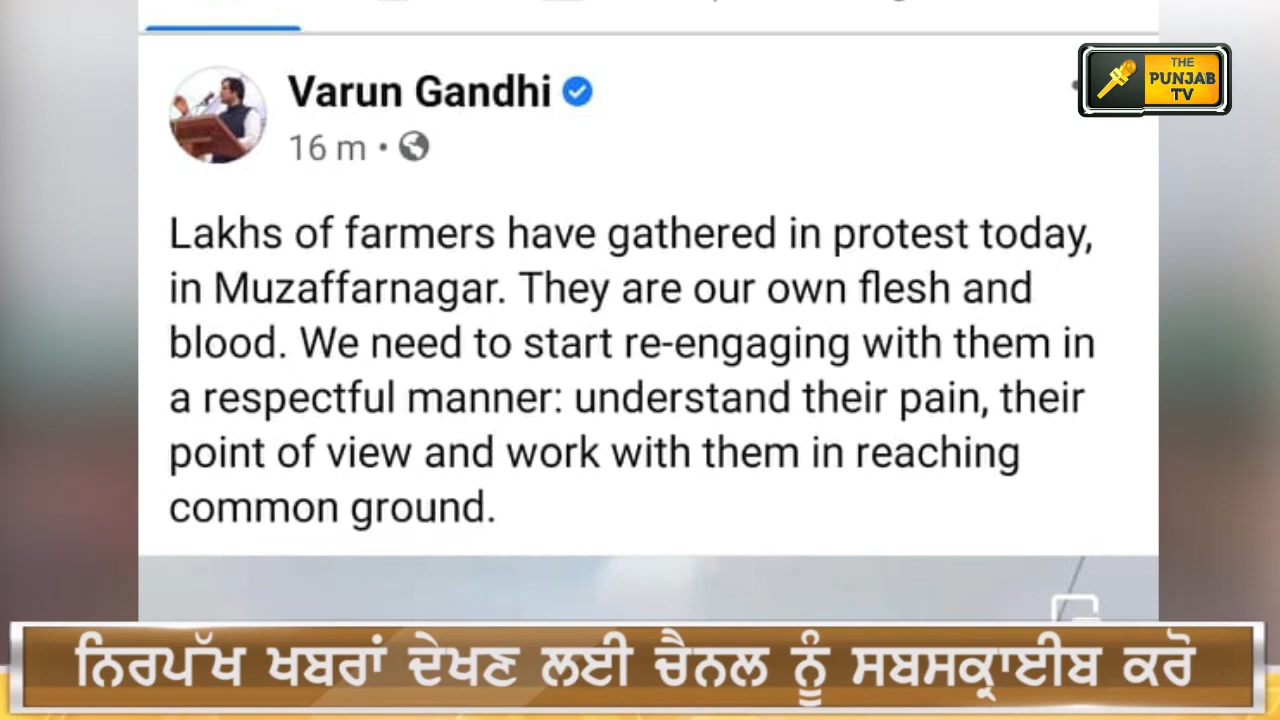 Varun Gandhi
16 m •
THE
PUNJAB
TV
Lakhs of farmers have gathered in protest today,
in Muzaffarnagar. They are our own flesh and
blood. We need to start re-engaging with them in
a respectful manner: understand their pain, their
point of view and work with them in reaching
common ground.
ਨਿਰਪੱਖ ਖਬਰਾਂ ਦੇਖਣ ਲਈ ਚੈਨਲ ਨੂੰ ਸਬਸਕ੍ਰਾਈਬ ਕਰੋ